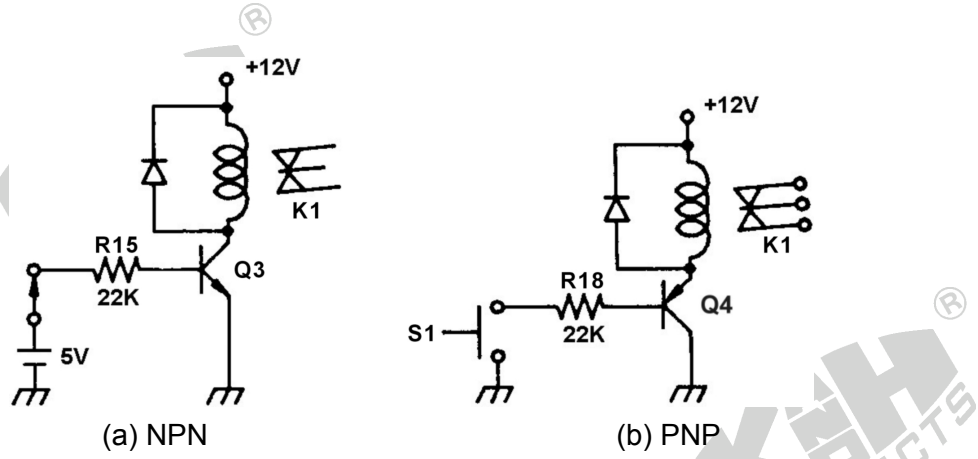 ®
+12V
K1
R15
22K
Q3
5V
(a) NPN
+12V
K1
R18
22K
Q4
S1
(b) PNP
®